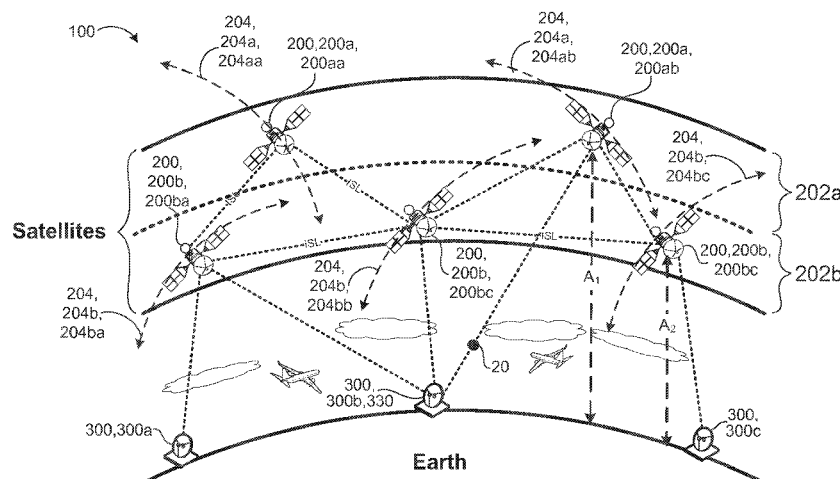 100
204,
204a,
204aa
200,200a,
200aa
204,
204a,
204ab
200,200a,
200ab
204,
204b,
204bc
200,
200b,
200ba
Satellites
202a
202b
iSL
iSL
iSL
iSL
204,
204b,
204bb
200,
200b,
200bc
200,200b,
200bc
204,
204b,
204ba
A1
A2
20
300,
300b,330
300,300a
300,
300c
Earth